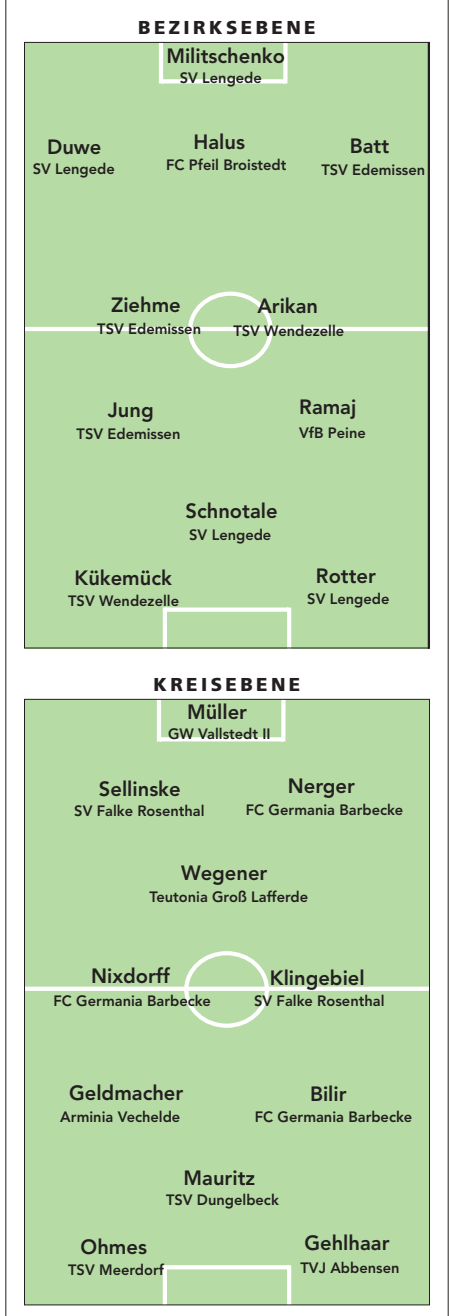 BEZIRKSEBENE
Militschenko
SV Lengede
Duwe
SV Lengede
Halus
FC Pfeil Broistedt
Batt
TSV Edemissen
Ziehme
TSV Edemissen
Arikan
TSV Wendezelle
Jung
TSV Edemissen
Ramaj
VfB Peine
Schnotale
SV Lengede
Kükemück
TSV Wendezelle
Rotter
SV Lengede
KREISEBENE
Müller
GW Vallstedt II
Sellinske
SV Falke Rosenthal
Nerger
FC Germania Barbecke
Wegener
Teutonia Groß Lafferde
Nixdorff
FC Germania Barbecke
Klingebiel
SV Falke Rosenthal
Geldmacher
Arminia Vechelde
Bilir
FC Germania Barbecke
Mauritz
TSV Dungelbeck
Ohmes
TSV Meerdorf
Gehlhaar
TVJ Abbensen